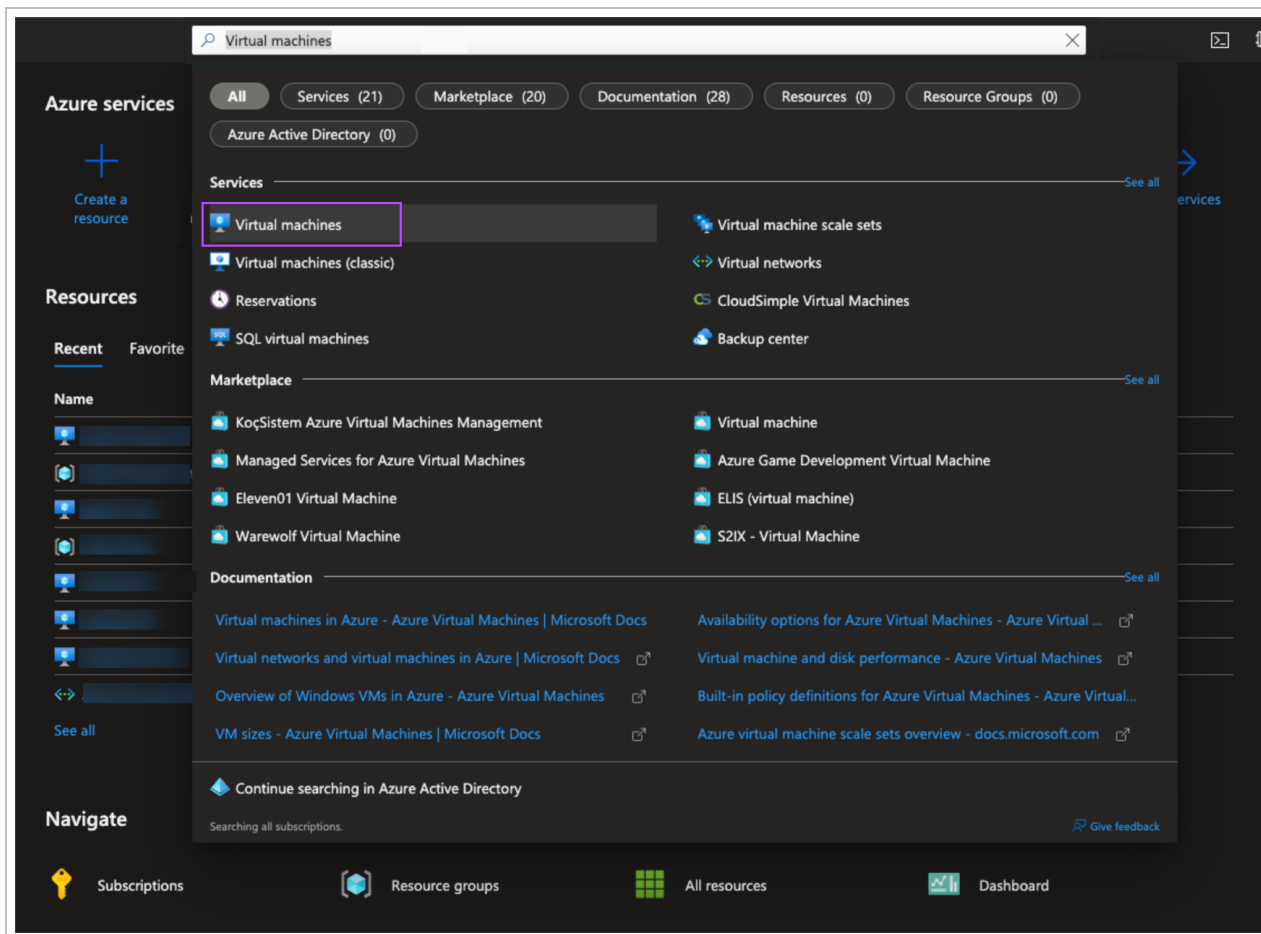 Virtual machines
All
Services (21)
Marketplace (20)
Documentation (28)
Resources (0)
Resource Groups (0)
Azure Active Directory (0)
Azure services
Create a
resource
ervices
Services
See all
Virtual machines
Virtual machine scale sets
Virtual machines (classic)
Virtual networks
Reservations
CS CloudSimple Virtual Machines
SQL SQL virtual machines
Backup center
Resources
Recent
Favorite
Name
See all
Marketplace
See all
KoçSistem Azure Virtual Machines Management
Virtual machine
Managed Services for Azure Virtual Machines
Azure Game Development Virtual Machine
Eleven01 Virtual Machine
ELIS (virtual machine)
Warewolf Virtual Machine
S2IX - Virtual Machine
Documentation
See all
Virtual machines in Azure - Azure Virtual Machines | Microsoft Docs
Availability options for Azure Virtual Machines - Azure Virtual ...
Virtual networks and virtual machines in Azure | Microsoft Docs
Virtual machine and disk performance - Azure Virtual Machines
Overview of Windows VMs in Azure - Azure Virtual Machines
Built-in policy definitions for Azure Virtual Machines - Azure Virtual...
VM sizes - Azure Virtual Machines | Microsoft Docs
Azure virtual machine scale sets overview - docs.microsoft.com
Continue searching in Azure Active Directory
Searching all subscriptions.
Give feedback
Navigate
Subscriptions
Resource groups
All resources
Dashboard